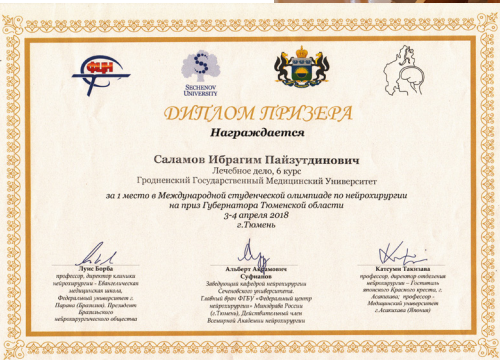 ФЦН
SECHENOV
UNIVERSITY
ДИПЛОМ ПРИЗЕРА
Награждается
Саламов Ибрагим Пайзутдинович
Лечебное дело, 6 курс
Гродненский Государственный Медицинский Университет
за 1 место в Международной студенческой олимпиаде по нейрохирургии
на приз Губернатора Тюменской области
3-4 апреля 2018
г.Тюмень
Луис Борба
профессор, директор клиники
нейрохирургии - Евангелическая
медицинская школа,
Федеральный университет г.
Парана (Бразилия). Президент
Бразильского
нейрохирургического общества
Альберт Акрамович
Суфианов
Заведующий кафедрой нейрохирургии
Сеченовского университета.
Главный врач ФГБУ «Федеральный центр
нейрохирургии» Минздрава России
(г.Тюмень), Действительный член
Всемирной Академии нейрохирургии
Катсуми Такизава
профессор, директор отделения
нейрохирургии – Госпиталь
японского Красного креста, г.
Асахикава; профессор -
Медицинский университет
г.Асахикава (Япония)